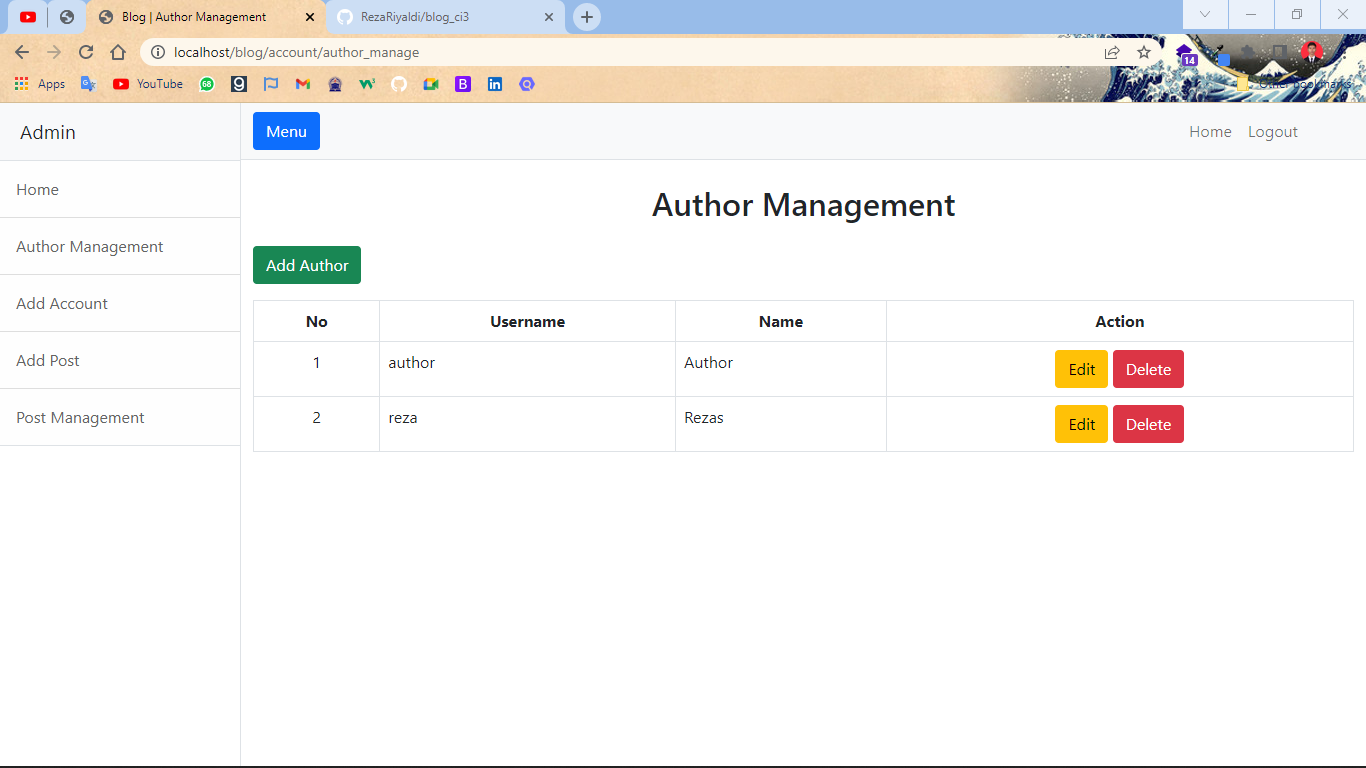 Blog | Author Management
RezaRiyaldi/blog_ci3
localhost/blog/account/author_manage
14
Apps
YouTube
68
Other bookmarks
Admin
Menu
Home
Logout
Home
Author Management
Add Account
Add Post
Post Management
Author Management
Add Author
No Username Name Action
1 author Author Edit Delete
2 reza Rezas Edit Delete